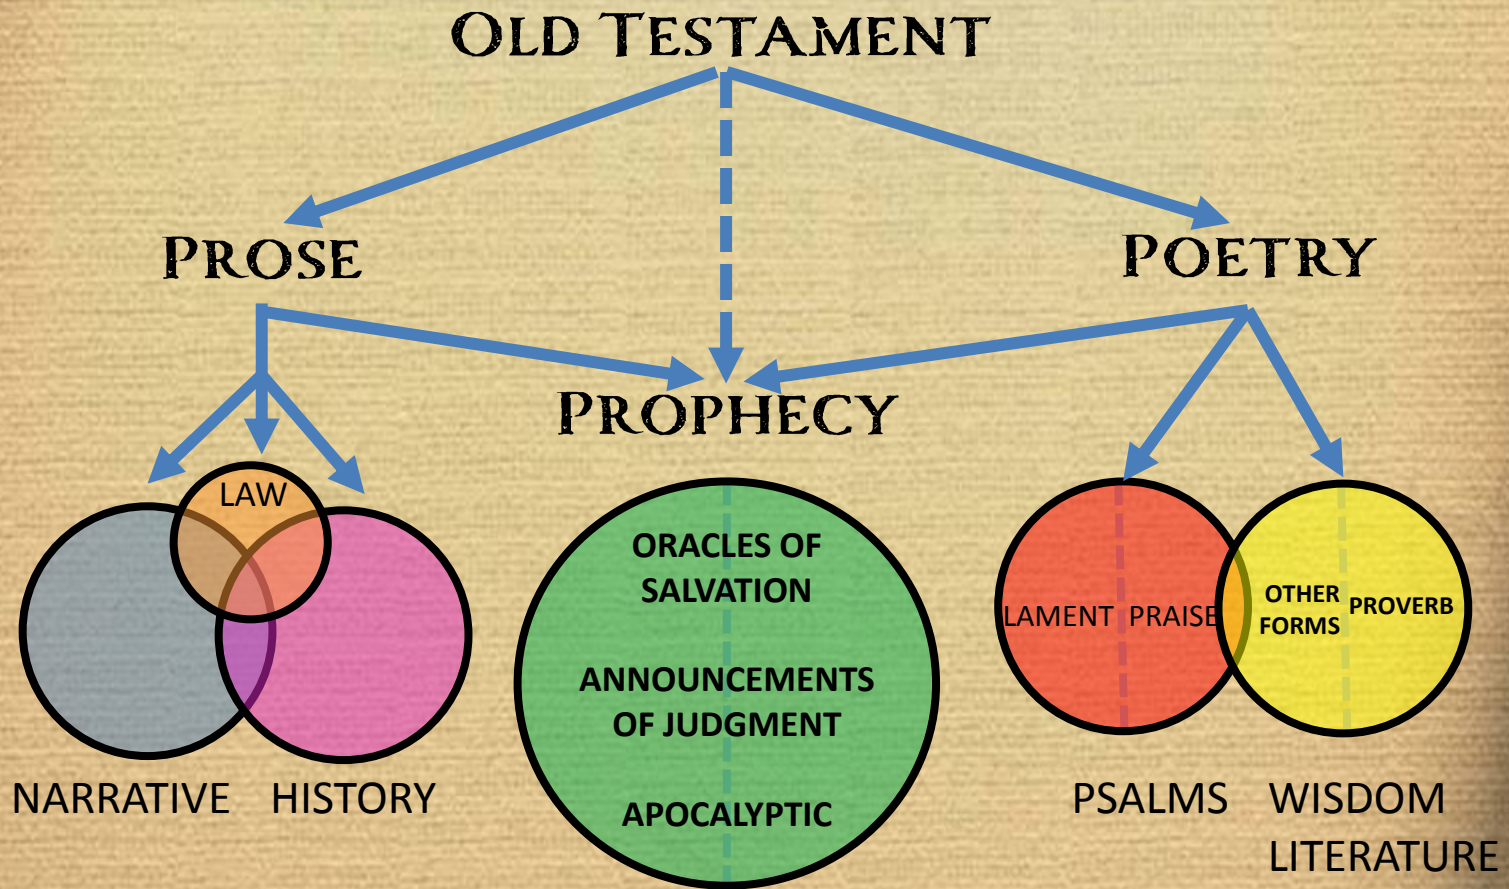 OLD TESTAMENT
PROSE
POETRY
PROPHECY
LAW
NARRATIVE
HISTORY
ORACLES OF
SALVATION
ANNOUNCEMENTS
OF JUDGMENT
APOCALYPTIC
LAMENT
PRAISE
OTHER
FORMS
PROVERB
PSALMS
WISDOM
LITERATURE